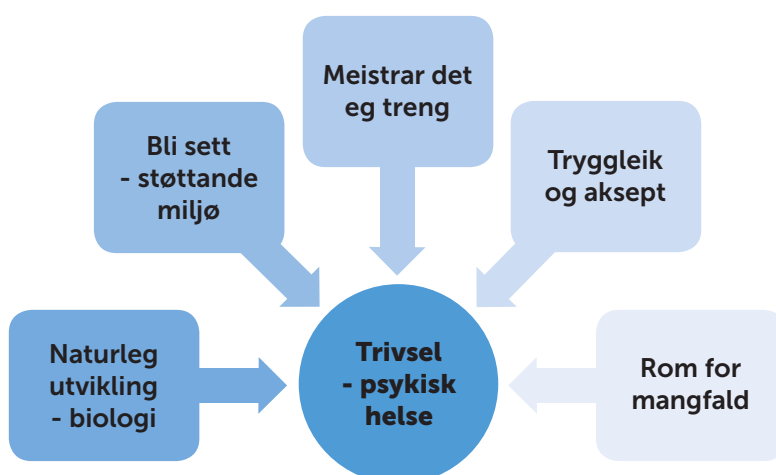 Meistrar det
eg treng
Bli sett
- støttande
miljø
Tryggleik
og aksept
Naturleg
utvikling
- biologi
Trivsel
- psykisk
helse
Rom for
mangfald